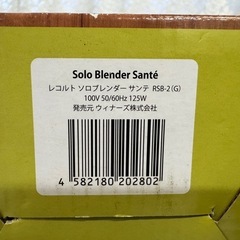 Solo Blender Santé
レコルト ソロブレンダー サンテ RSB-2(G)
100V 50/60Hz 125W
発売元 ウィナーズ株式会社
4 582180 202802